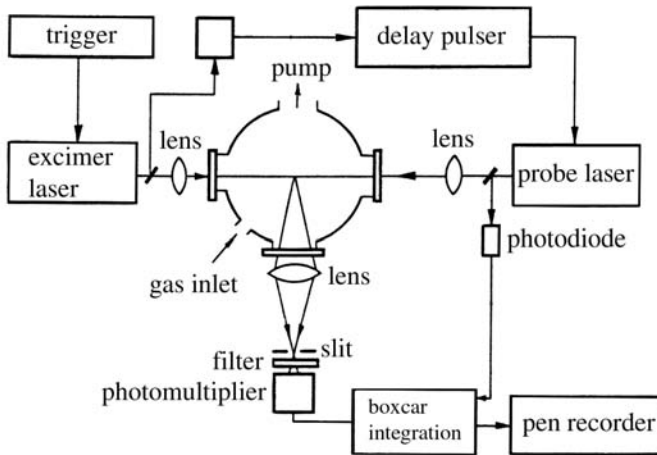 trigger
delay pulser
pump
lens
lens
excimer
laser
probe laser
photodiode
gas inlet
lens
slit
filter
photomultiplier
boxcar
integration
pen recorder